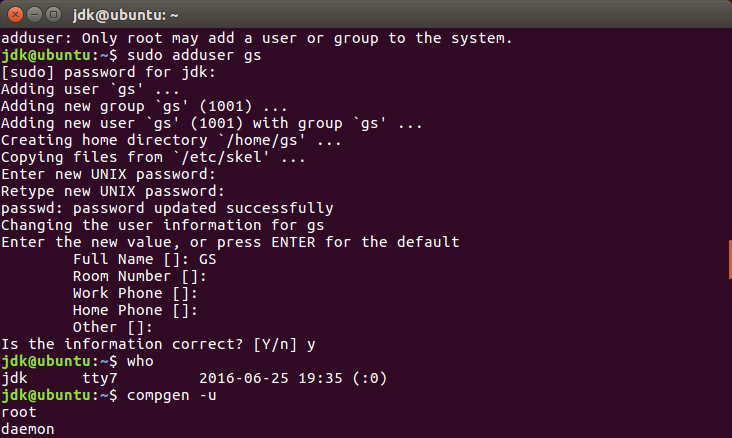 jdk@ubuntu: ~
adduser: Only root may add a user or group to the system.
jdk@ubuntu:~$ sudo adduser gs
[sudo] password for jdk:
Adding user `gs' ...
Adding new group `gs' (1001) ...
Adding new user `gs' (1001) with group `gs' ...
Creating home directory `/home/gs' ...
Copying files from `/etc/skel' ...
Enter new UNIX password:
Retype new UNIX password:
passwd: password updated successfully
Changing the user information for gs
Enter the new value, or press ENTER for the default
        Full Name []: GS
        Room Number []:
        Work Phone []:
        Home Phone []:
        Other []:
Is the information correct? [Y/n] y
jdk@ubuntu:~$ who
jdk      tty7         2016-06-25 19:35 (:0)
jdk@ubuntu:~$ compgen -u
root
daemon